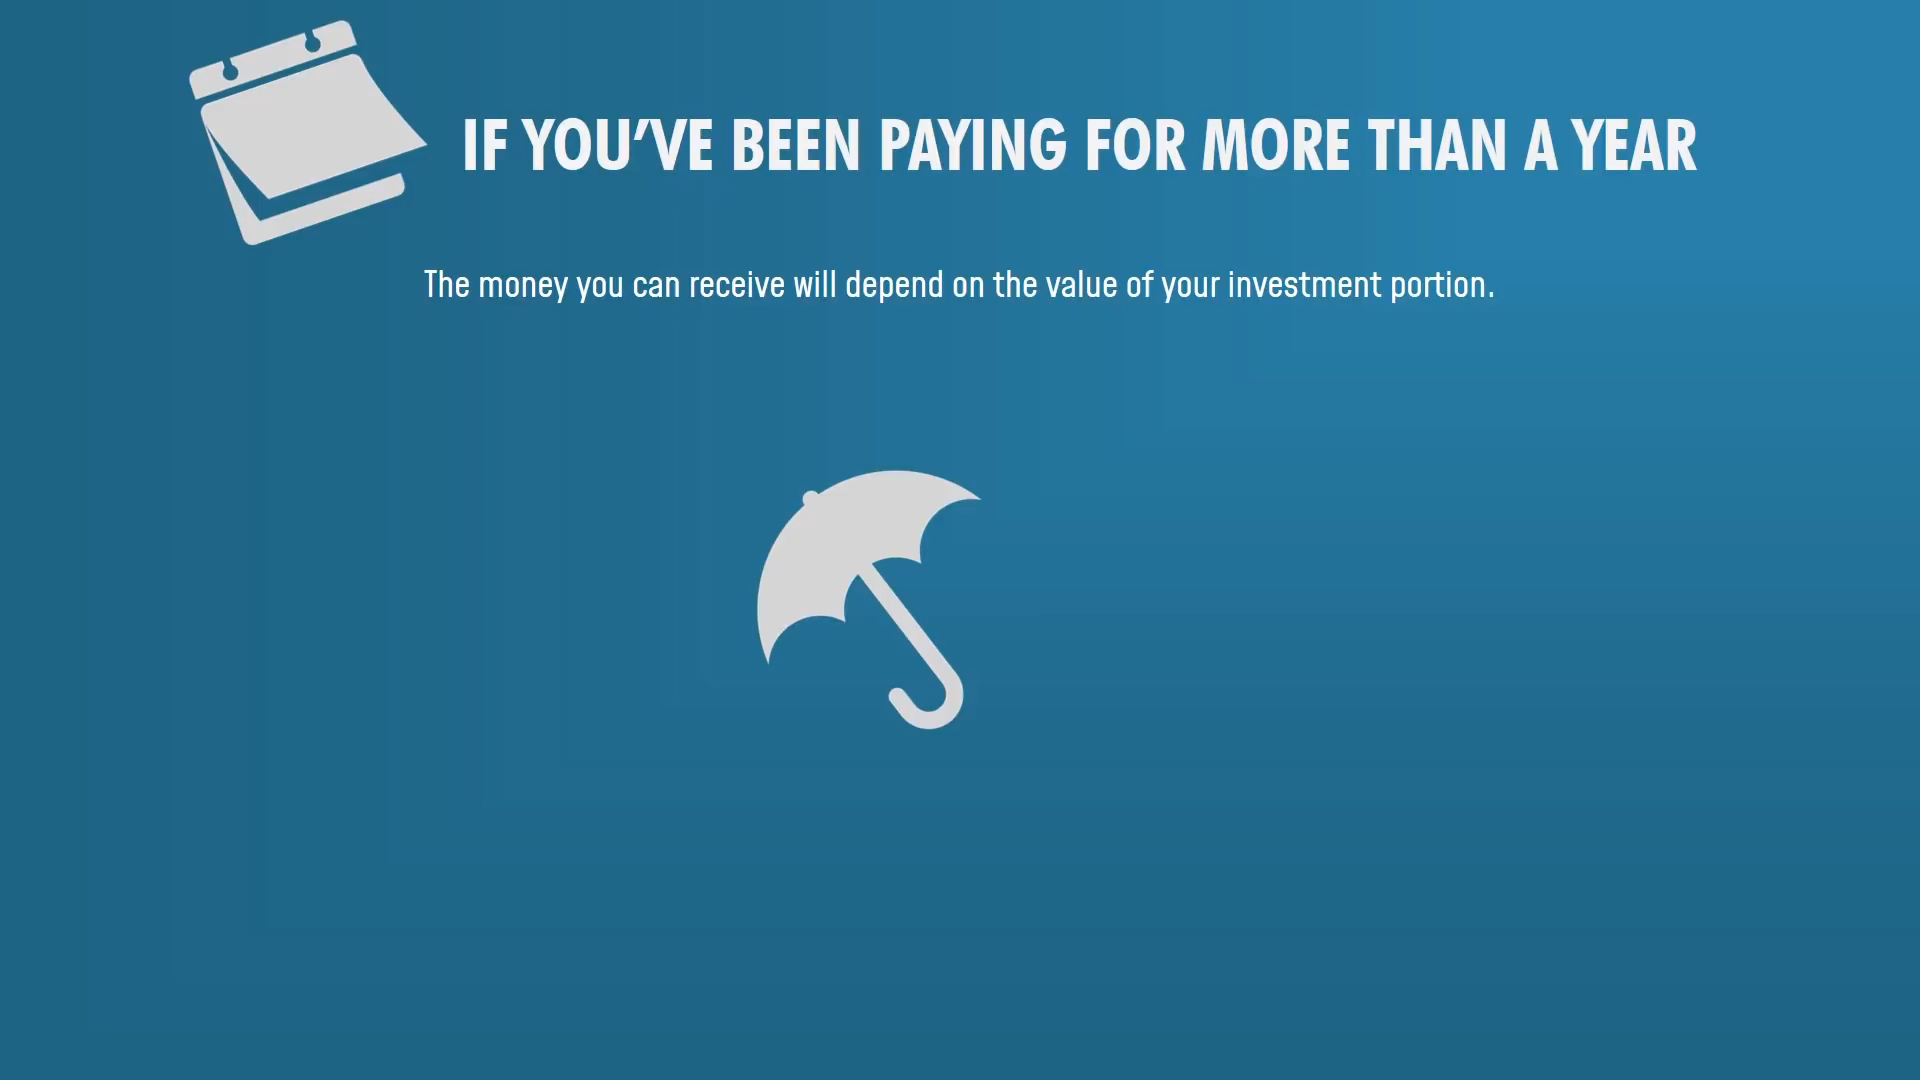 IF YOU’VE BEEN PAYING FOR MORE THAN A YEAR
The money you can receive will depend on the value of your investment portion.